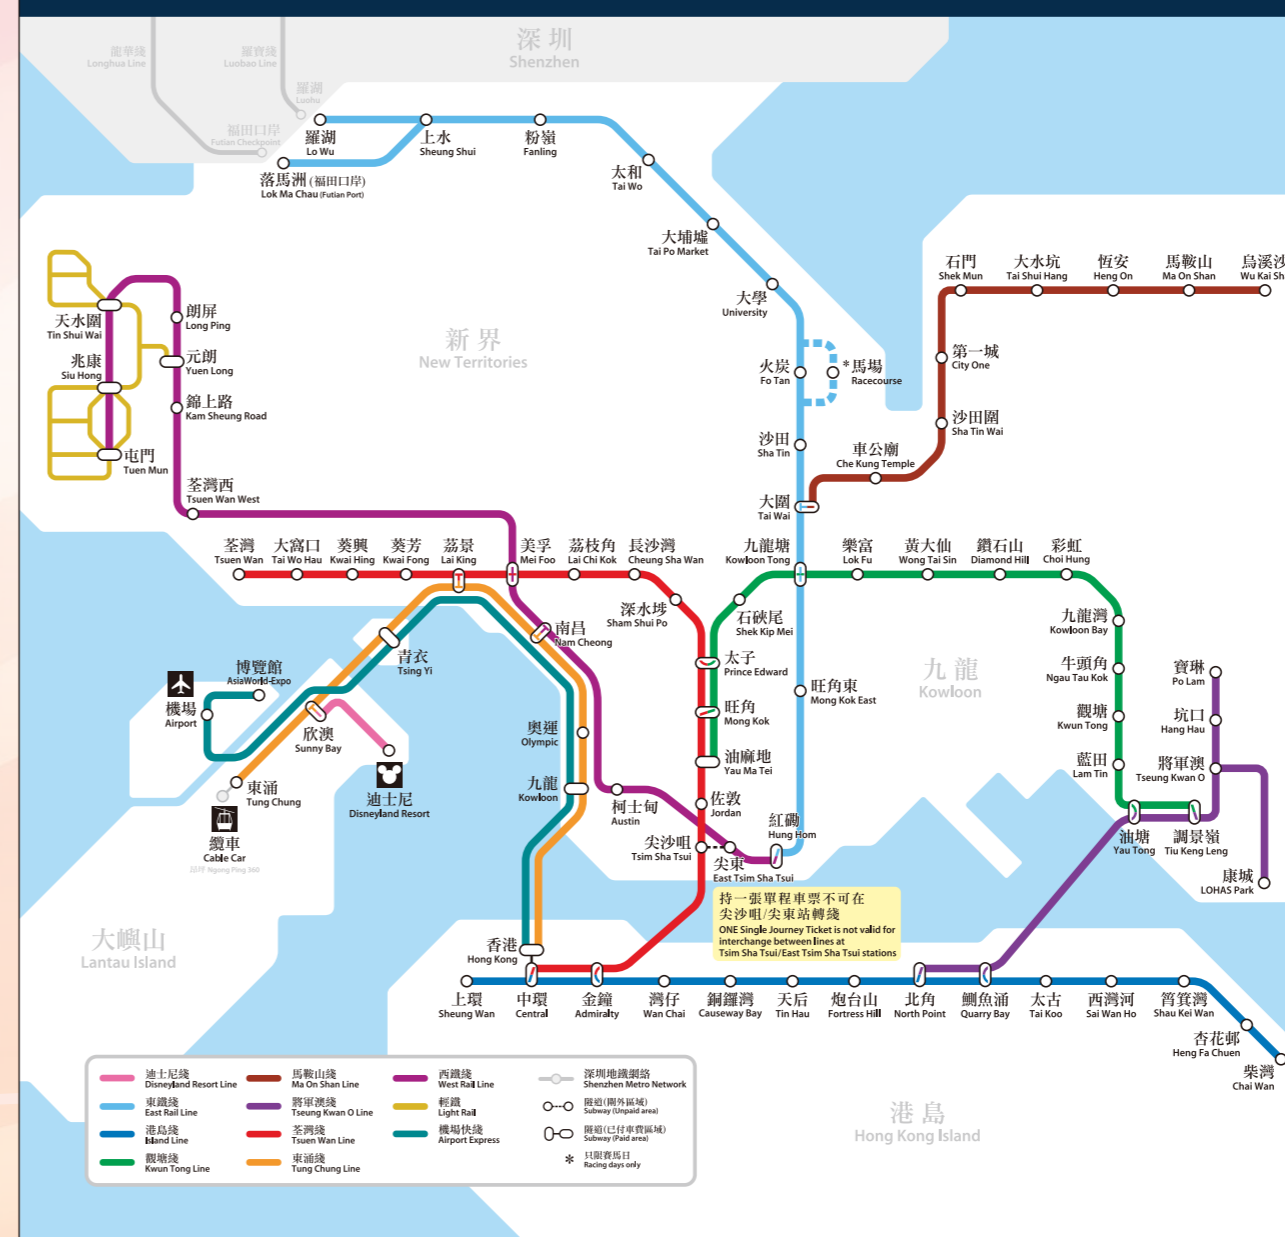 深圳
Shenzhen
龍華綫
Longhua Line
羅寶綫
Luobao Line
羅湖
Luohu
福田口岸
Futian Checkpoint
羅湖
Lo Wu
上水
Sheung Shui
粉嶺
Fanling
落馬洲 (福田口岸)
Lok Ma Chau (Futian Port)
太和
Tai Wo
大埔墟
Tai Po Market
大學
University
火炭
Fo Tan
*馬場
Racecourse
沙田
Sha Tin
大圍
Tai Wai
車公廟
Che Kung Temple
沙田圍
Sha Tin Wai
第一城
City One
石門
Shek Mun
大水坑
Tai Shui Hang
恆安
Heng On
馬鞍山
Ma On Shan
烏溪沙
Wu Kai Sh
新界
New Territories
天水圍
Tin Shui Wai
朗屏
Long Ping
兆康
Siu Hong
元朗
Yuen Long
錦上路
Kam Sheung Road
屯門
Tuen Mun
荃灣西
Tsuen Wan West
荃灣
Tsuen Wan
大窩口
Tai Wo Hau
葵興
Kwai Hing
葵芳
Kwai Fong
荔景
Lai King
美孚
Mei Foo
荔枝角
Lai Chi Kok
長沙灣
Cheung Sha Wan
九龍塘
Kowloon Tong
樂富
Lok Fu
黃大仙
Wong Tai Sin
鑽石山
Diamond Hill
彩虹
Choi Hung
深水埗
Sham Shui Po
石硤尾
Shek Kip Mei
九龍灣
Kowloon Bay
南昌
Nam Cheong
太子
Prince Edward
牛頭角
Ngau Tau Kok
青衣
Tsing Yi
旺角東
Mong Kok East
九龍
Kowloon
寶琳
Po Lam
博覽館
AsiaWorld-Expo
機場
Airport
旺角
Mong Kok
觀塘
Kwun Tong
坑口
Hang Hau
欣澳
Sunny Bay
奧運
Olympic
油麻地
Yau Ma Tei
藍田
Lam Tin
將軍澳
Tseung Kwan O
東涌
Tung Chung
迪士尼
Disneyland Resort
九龍
Kowloon
柯士甸
Austin
佐敦
Jordan
紅磡
Hung Hom
油塘
Yau Tong
調景嶺
Tiu Keng Leng
纜車
Cable Car
昂坪 Ngong Ping 360
尖沙咀
Tsim Sha Tsui
尖東
East Tsim Sha Tsui
康城
LOHAS Park
持一張單程車票不可在
尖沙咀/尖東站轉綫
ONE Single Journey Ticket is not valid for
interchange between lines at
Tsim Sha Tsui/East Tsim Sha Tsui stations
大嶼山
Lantau Island
香港
Hong Kong
上環
Sheung Wan
中環
Central
金鐘
Admiralty
灣仔
Wan Chai
銅鑼灣
Causeway Bay
天后
Tin Hau
炮台山
Fortress Hill
北角
North Point
鰂魚涌
Quarry Bay
太古
Tai Koo
西灣河
Sai Wan Ho
筲箕灣
Shau Kei Wan
杏花邨
Heng Fa Chuen
柴灣
Chai Wan
港島
Hong Kong Island
迪士尼綫
Disneyland Resort Line
馬鞍山綫
Ma On Shan Line
西鐵綫
West Rail Line
深圳地鐵網絡
Shenzhen Metro Network
東鐵綫
East Rail Line
將軍澳綫
Tseung Kwan O Line
輕鐵
Light Rail
隧道(閘外區域)
Subway (Unpaid area)
港島綫
Island Line
荃灣綫
Tsuen Wan Line
機場快綫
Airport Express
隧道(已付車費區域)
Subway (Paid area)
觀塘綫
Kwun Tong Line
東涌綫
Tung Chung Line
* 只限賽馬日
Racing days only